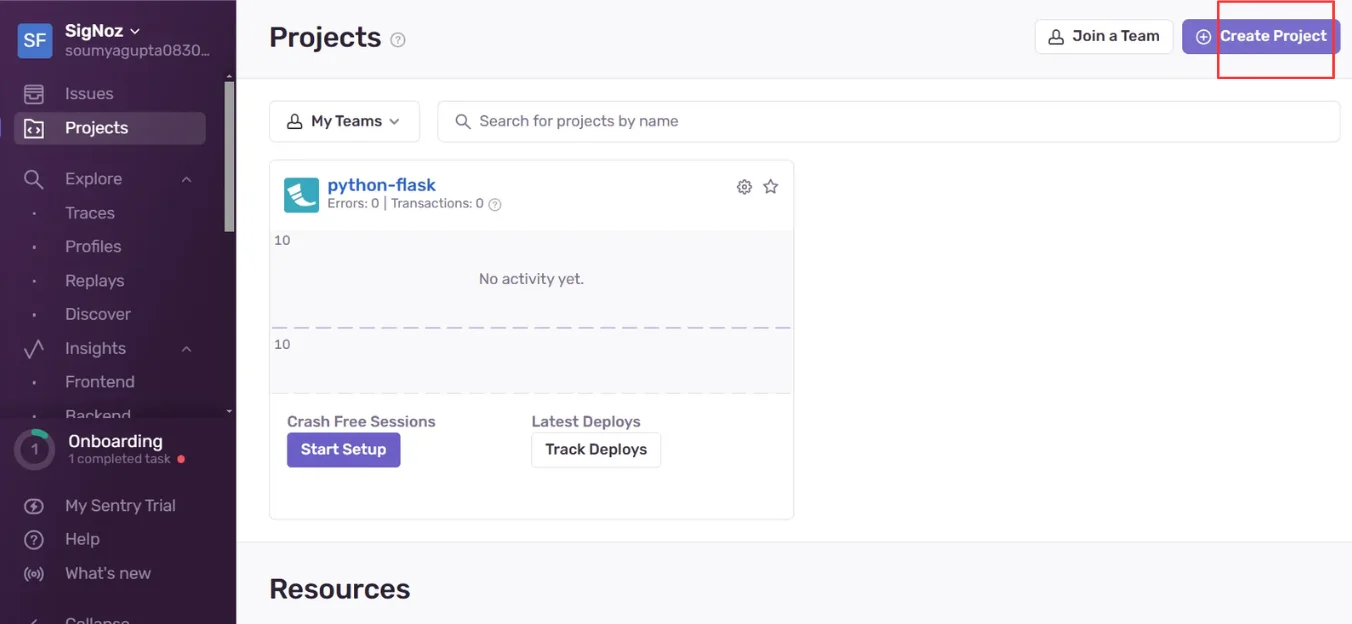 SF
SigNoz
soumyagupta0830...
Issues
Projects
Explore
Traces
Profiles
Replays
Discover
Insights
Frontend
Backend
1
Onboarding
1 completed task
My Sentry Trial
Help
What's new
Collapse
Projects
Join a Team
Create Project
My Teams
Search for projects by name
python-flask
Errors: 0 | Transactions: 0
10
No activity yet.
10
Crash Free Sessions
Latest Deploys
Start Setup
Track Deploys
Resources